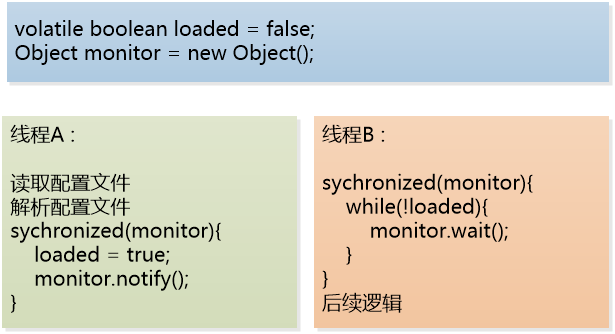 volatile boolean loaded = false;
Object monitor = new Object();
线程A：
读取配置文件
解析配置文件
sychronized(monitor){
loaded = true;
monitor.notify();
}
线程B：
sychronized(monitor){
while(!loaded){
monitor.wait();
}
}
后续逻辑